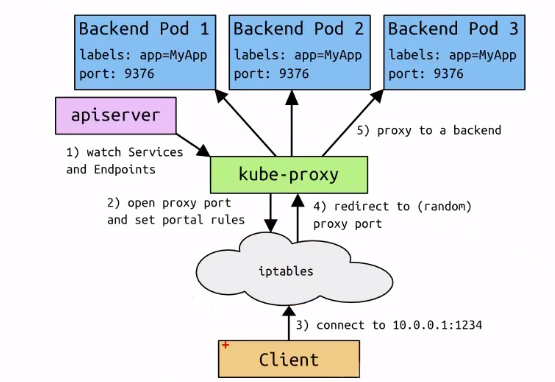 Backend Pod 1
labels: app=MyApp
port: 9376
Backend Pod 2
labels: app=MyApp
port: 9376
Backend Pod 3
labels: app=MyApp
port: 9376
apiserver
5) proxy to a backend
1) watch Services
and Endpoints
kube-proxy
2) open proxy port
and set portal rules
4) redirect to (random)
proxy port
iptables
3) connect to 10.0.0.1:1234
+
Client